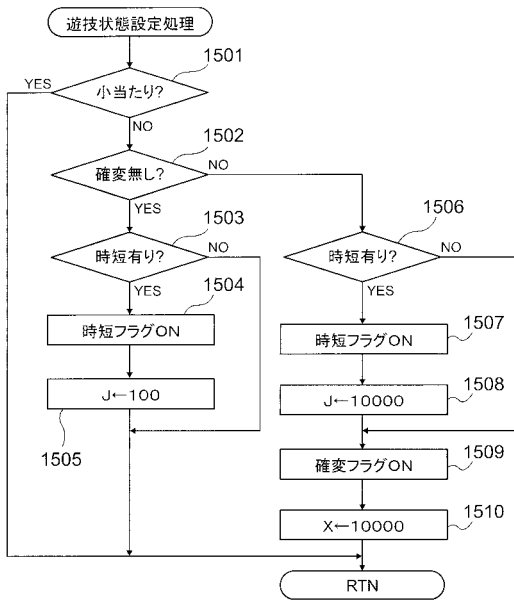 遊技状態設定処理
1501
YES
小当たり?
NO
1502
確変無し?
NO
YES
1503
1506
時短有り?
NO
時短有り?
NO
YES
1504
YES
1507
時短フラグON
時短フラグON
1508
J←100
J←10000
1505
1509
確変フラグON
1510
X←10000
RTN